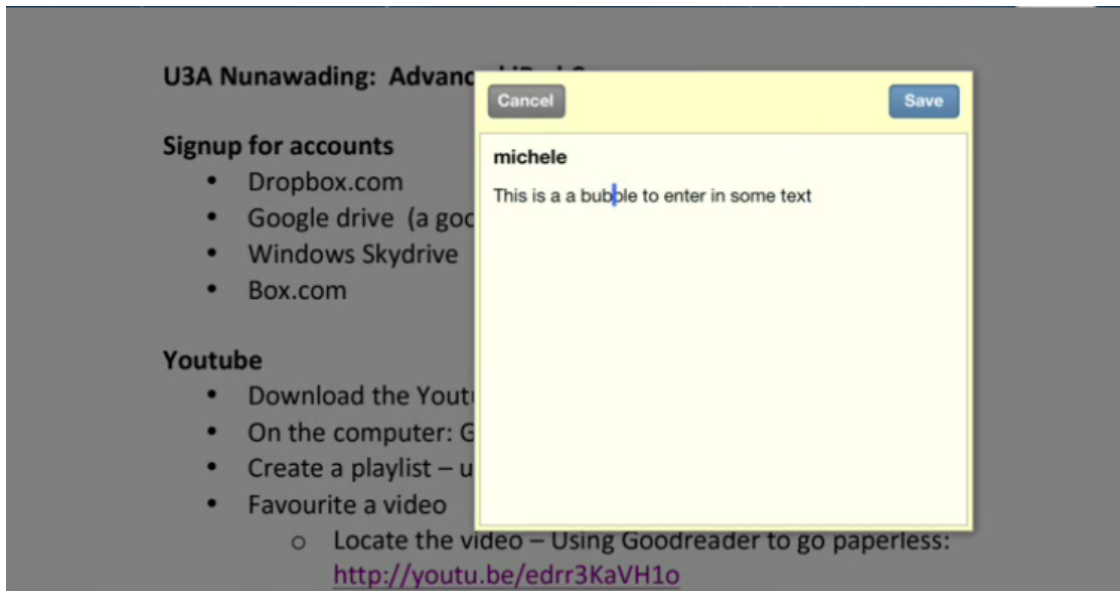 U3A Nunawading: Advanc
Cancel
Save
Signup for accounts
michele
• Dropbox.com
This is a a bubble to enter in some text
• Google drive (a goo
• Windows Skydrive
• Box.com
Youtube
• Download the Yout
• On the computer: G
• Create a playlist – u
• Favourite a video
o Locate the video – Using Goodreader to go paperless:
http://youtu.be/edrr3KaVH1o